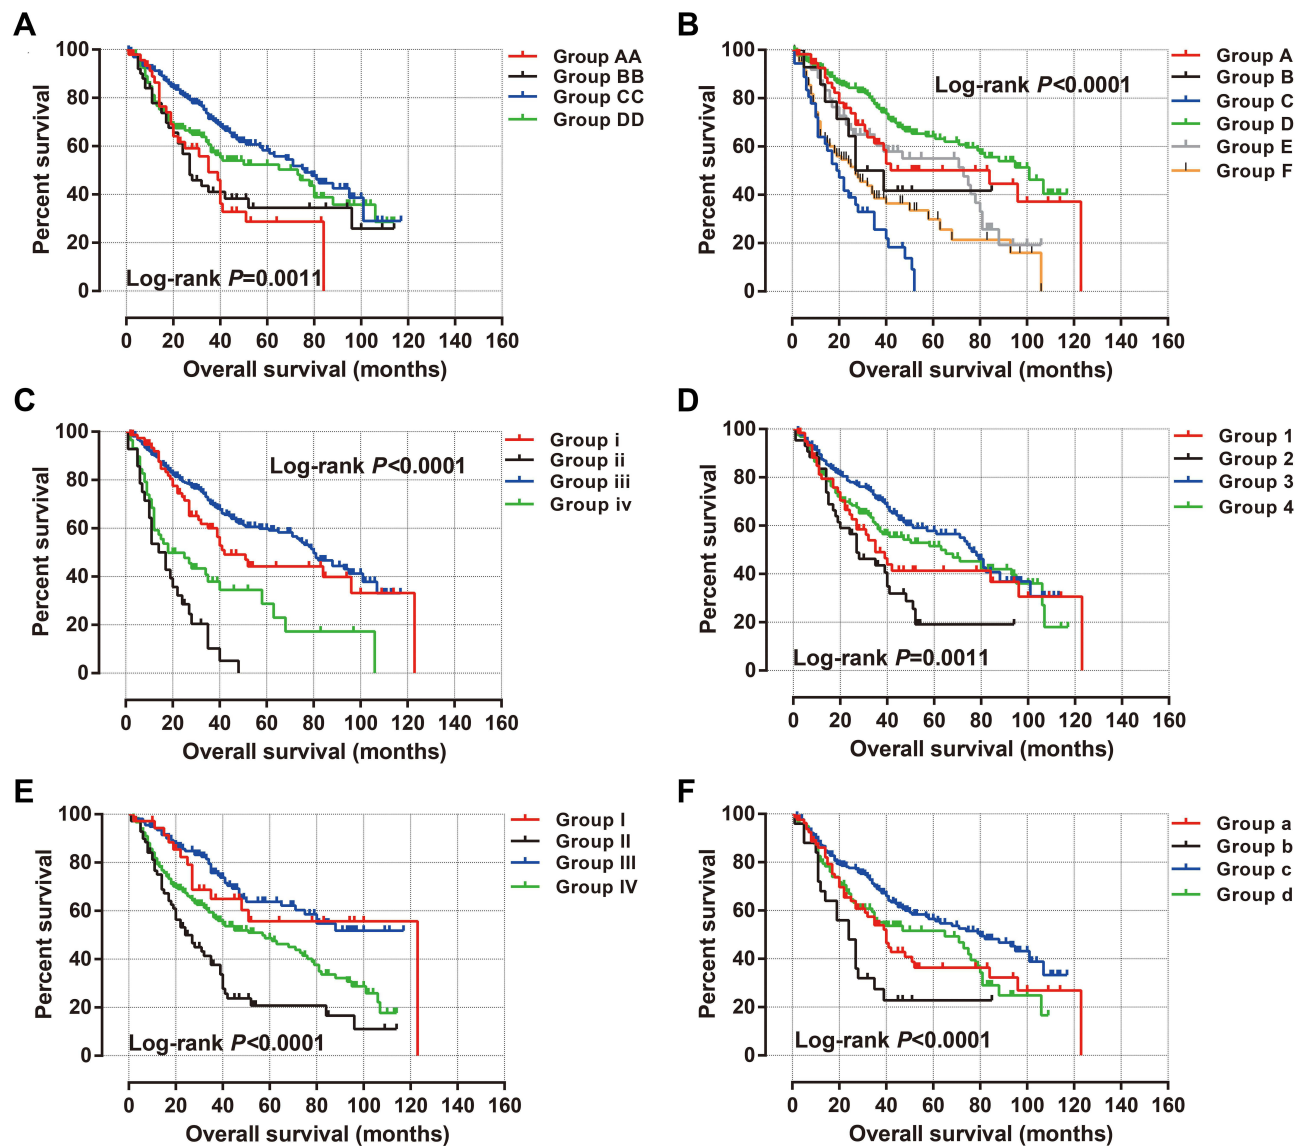 A
Percent survival
100
80
60
40
20
0
Group AA
Group BB
Group CC
Group DD
Log-rank P=0.0011
0 20 40 60 80 100 120 140 160
Overall survival (months)
B
Percent survival
100
80
60
40
20
0
Log-rank P<0.0001
Group A
Group B
Group C
Group D
Group E
Group F
0 20 40 60 80 100 120 140 160
Overall survival (months)
C
Percent survival
100
80
60
40
20
0
Log-rank P<0.0001
Group i
Group ii
Group iii
Group iv
0 20 40 60 80 100 120 140 160
Overall survival (months)
D
Percent survival
100
80
60
40
20
0
Group 1
Group 2
Group 3
Group 4
Log-rank P=0.0011
0 20 40 60 80 100 120 140 160
Overall survival (months)
E
Percent survival
100
80
60
40
20
0
Group I
Group II
Group III
Group IV
Log-rank P<0.0001
0 20 40 60 80 100 120 140 160
Overall survival (months)
F
Percent survival
100
80
60
40
20
0
Group a
Group b
Group c
Group d
Log-rank P<0.0001
0 20 40 60 80 100 120 140 160
Overall survival (months)